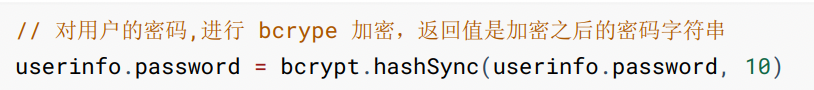 // 对用户的密码,进行 bcrype 加密，返回值是加密之后的密码字符串
userinfo.password = bcrypt.hashSync(userinfo.password, 10)